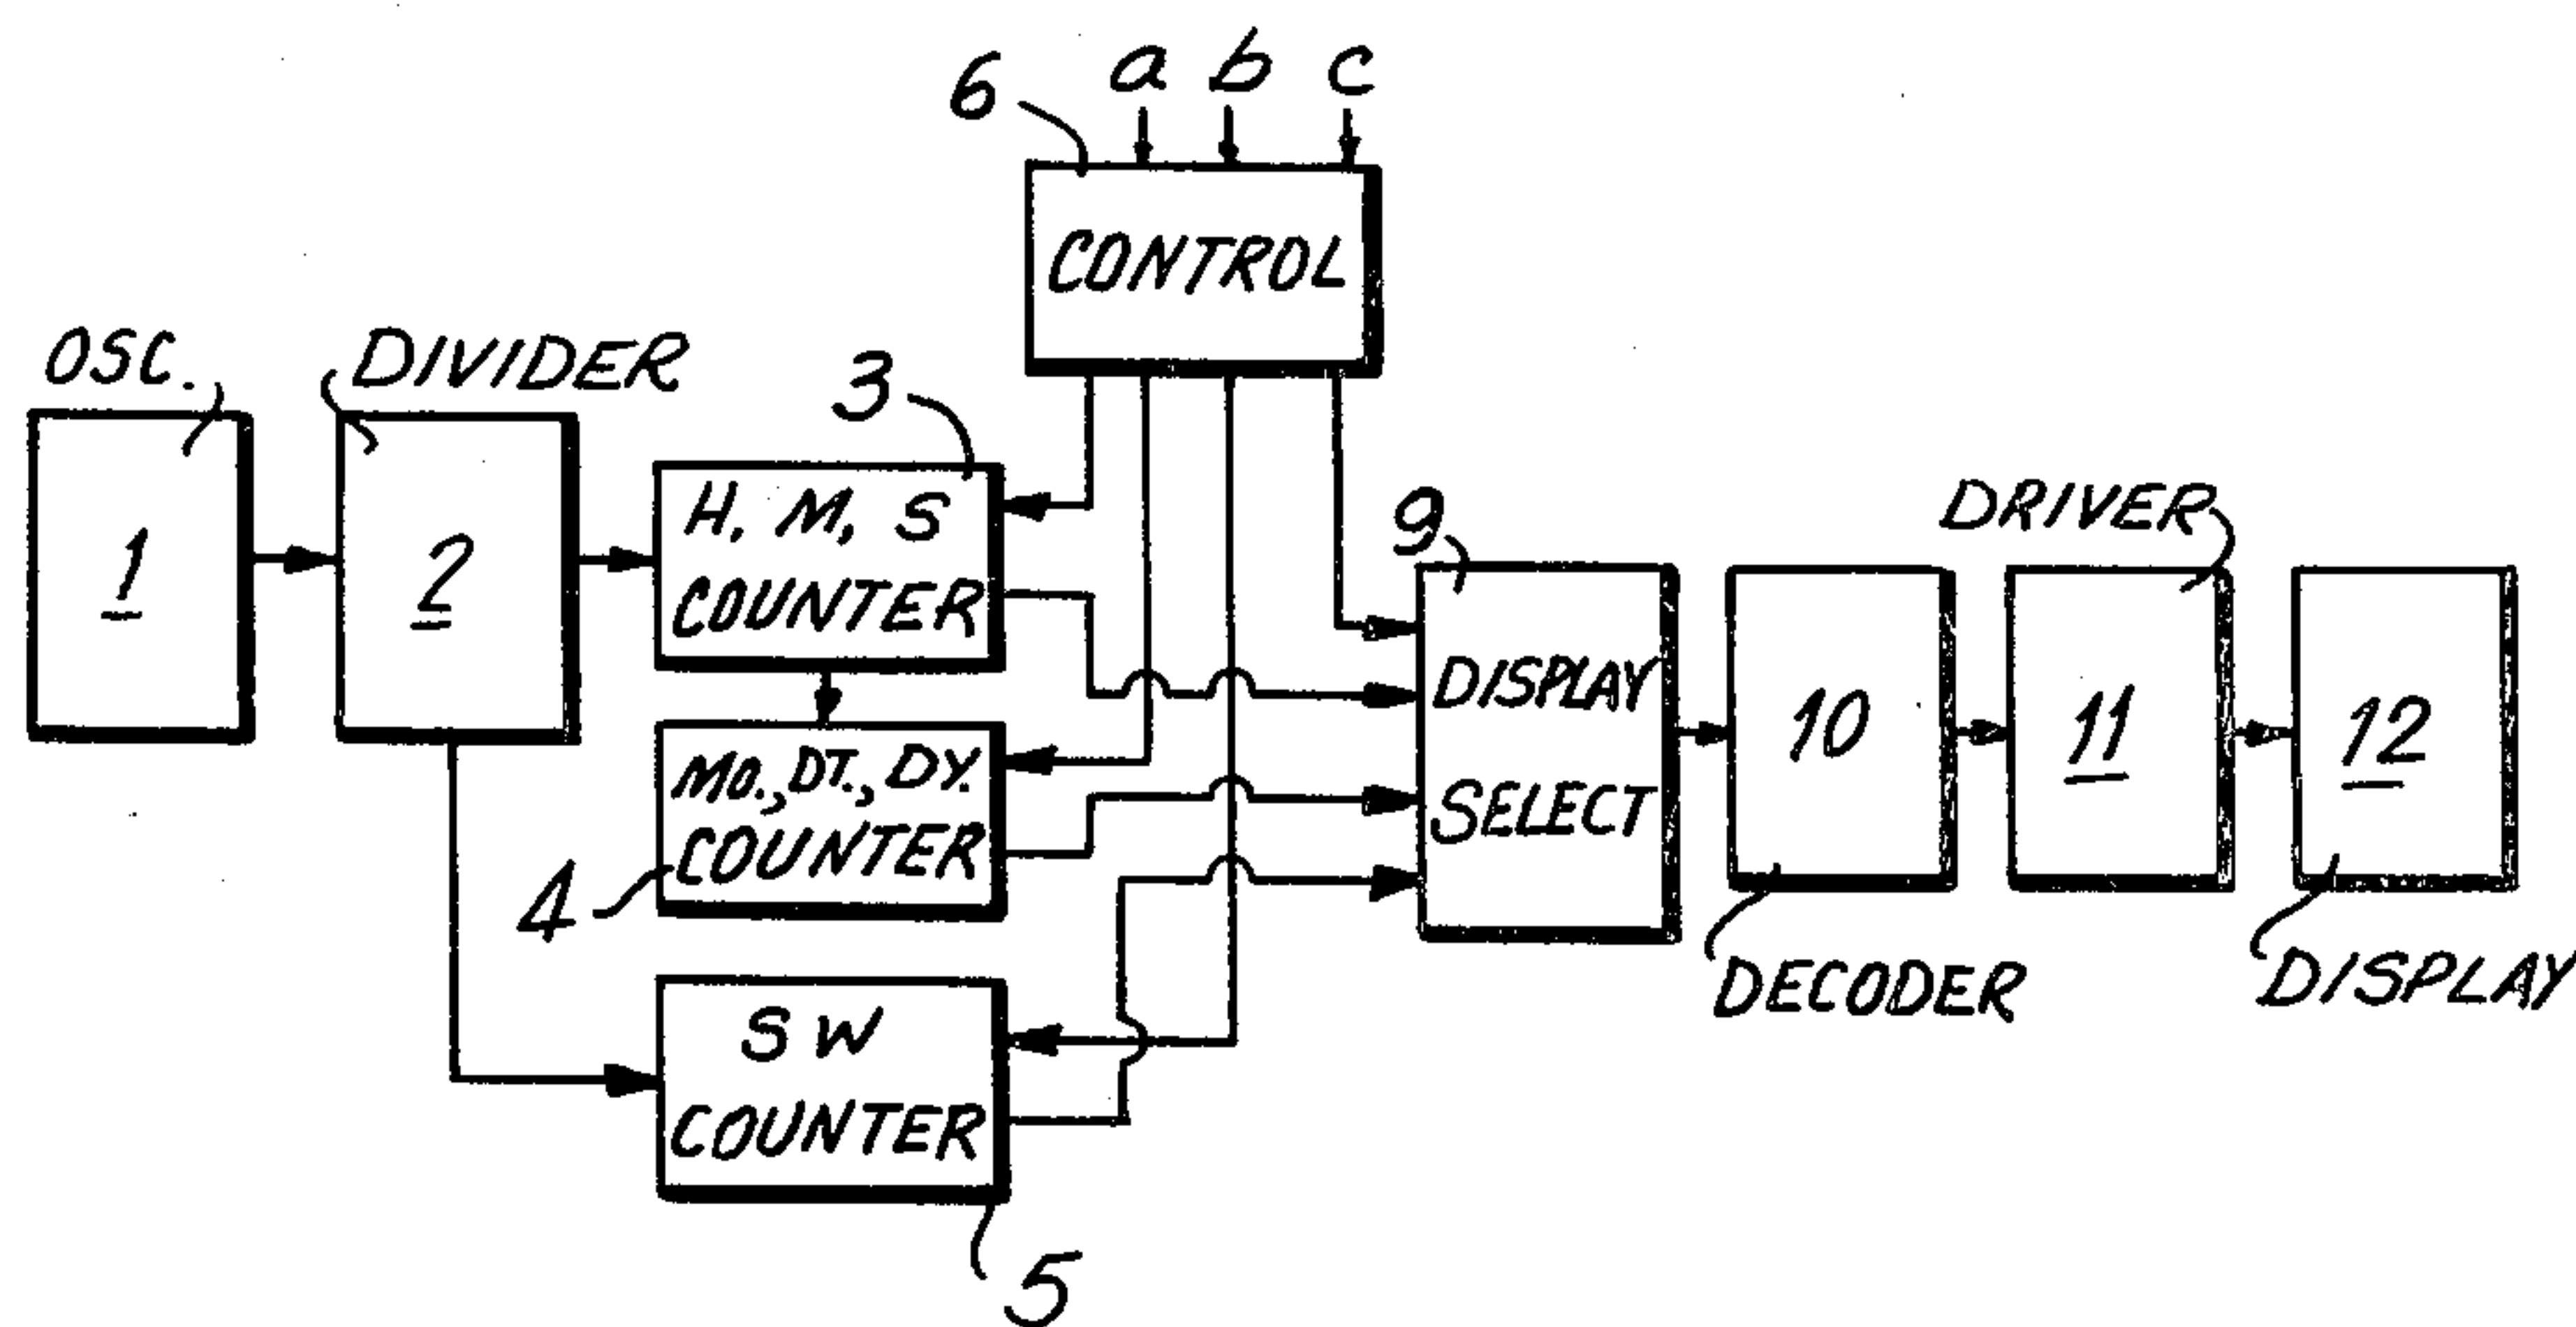 a b c
6
CONTROL
OSC.
DIVIDER
3
1
2
H, M, S
COUNTER
9
DRIVER
DISPLAY
SELECT
10
11
12
MO., DT., DY.
COUNTER
4
DECODER
DISPLAY
SW
COUNTER
5